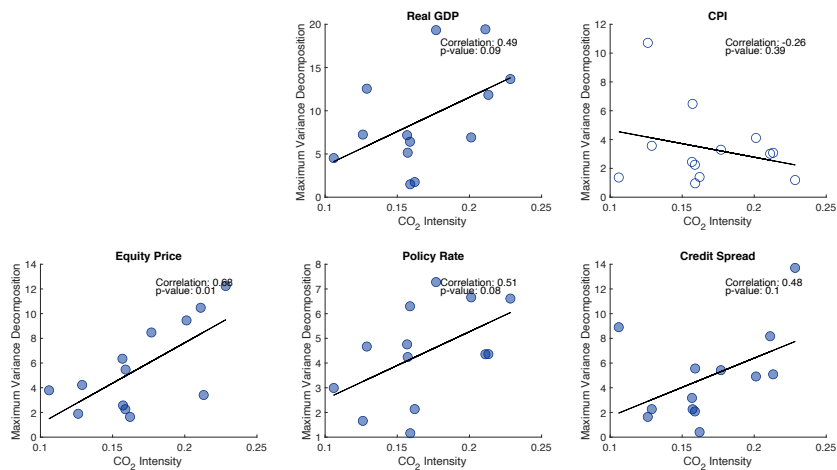 Real GDP
Maximum Variance Decomposition
20
15
10
5
0
Correlation: 0.49
p-value: 0.09
0.1 0.15 0.2 0.25
CO2 Intensity
CPI
Maximum Variance Decomposition
12
10
8
6
4
2
0
Correlation: -0.26
p-value: 0.39
0.1 0.15 0.2 0.25
CO2 Intensity
Equity Price
Maximum Variance Decomposition
14
12
10
8
6
4
2
0
Correlation: 0.68
p-value: 0.01
0.1 0.15 0.2 0.25
CO2 Intensity
Policy Rate
Maximum Variance Decomposition
8
7
6
5
4
3
2
1
Correlation: 0.51
p-value: 0.08
0.1 0.15 0.2 0.25
CO2 Intensity
Credit Spread
Maximum Variance Decomposition
14
12
10
8
6
4
2
0
Correlation: 0.48
p-value: 0.1
0.1 0.15 0.2 0.25
CO2 Intensity